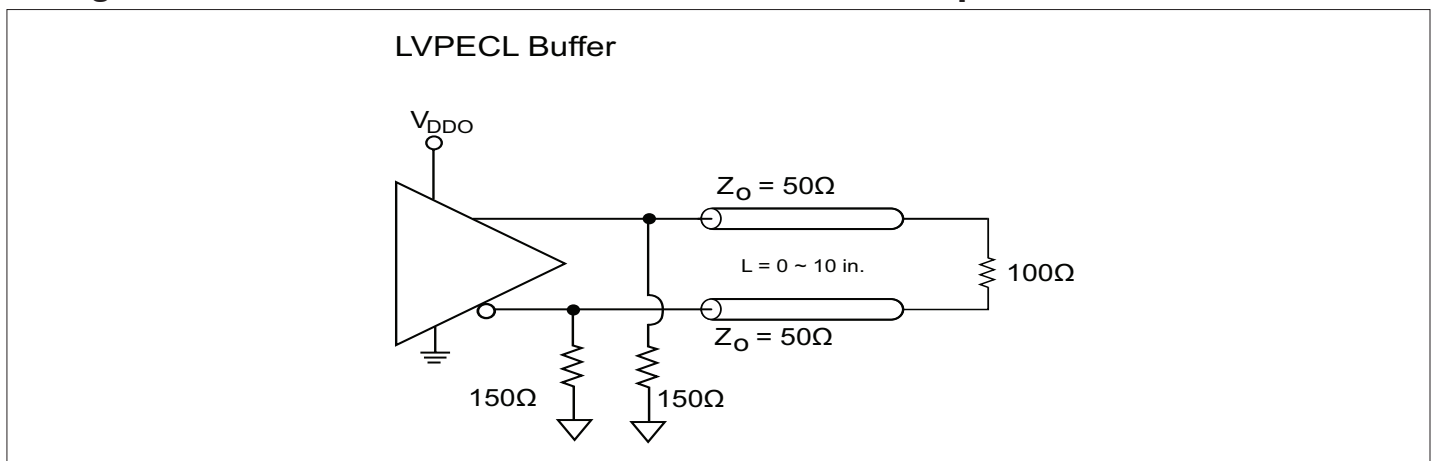 LVPECL Buffer
VDDO
ZO = 50Ω
L = 0 ~ 10 in.
100Ω
ZO = 50Ω
150Ω
150Ω